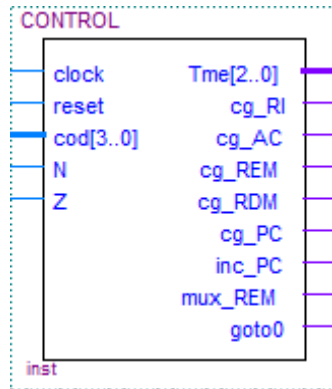 CONTROL
clock Tme[2..0]
reset cg_RI
cod[3..0] cg_AC
N cg_REM
Z cg_RDM
cg_PC
inc_PC
mux_REM
goto0
inst